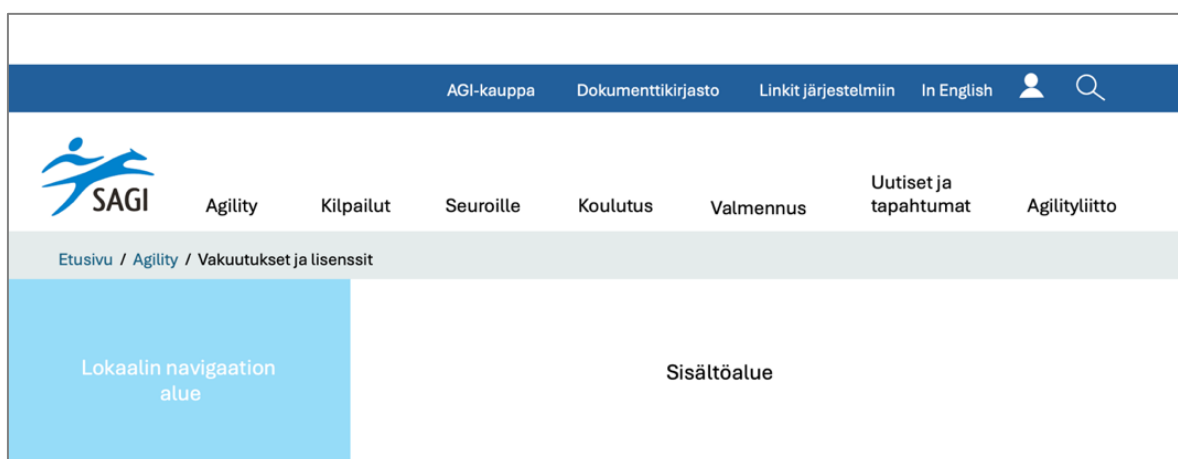 AGI-kauppa Dokumenttikirjasto Linkit järjestelmiin In English
SAGI
Agility Kilpailut Seuroille Koulutus Valmennus Uutiset ja
tapahtumat Agilityliitto
Etusivu / Agility / Vakuutukset ja lisenssit
Lokaalin navigaation
alue
Sisältöalue